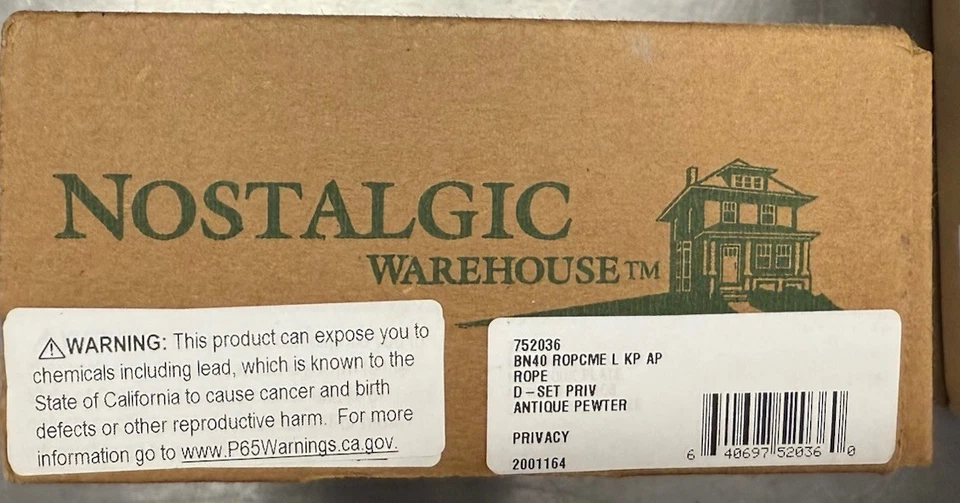 NOSTALGIC
WAREHOUSE™
⚠WARNING: This product can expose you to
chemicals including lead, which is known to the
State of California to cause cancer and birth
defects or other reproductive harm. For more
information go to www.P65Warnings.ca.gov.
752036
BN40 ROPCME L KP AP
ROPE
D-SET PRIV
ANTIQUE PEWTER
PRIVACY
2001164
6 40697 52036 0